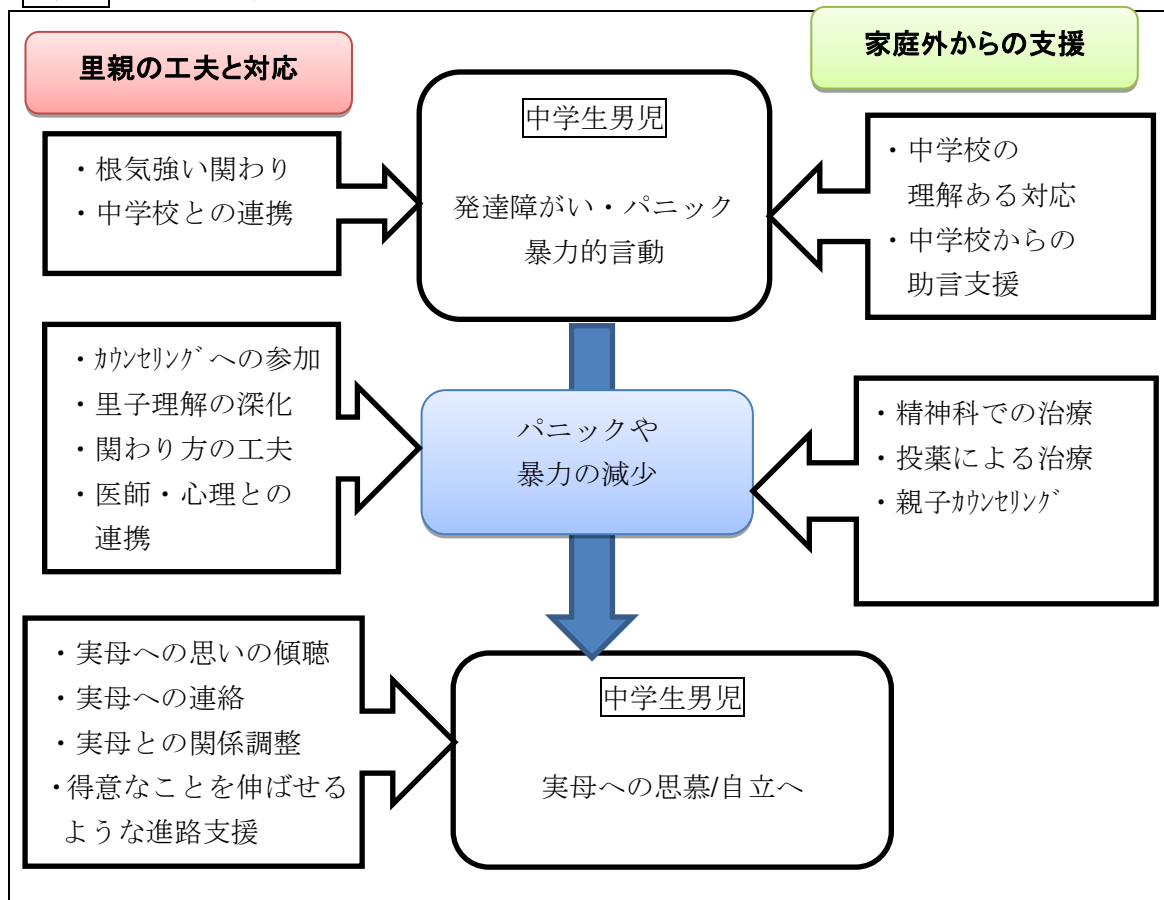 里親の工夫と対応
家庭外からの支援
・根気強い関わり
・中学校との連携
中学生男児
発達障がい・パニック
暴力的言動
・中学校の
理解ある対応
・中学校からの
助言支援
・ｶｳﾝｾﾘﾝｸﾞへの参加
・里子理解の深化
・関わり方の工夫
・医師・心理との
連携
パニックや
暴力の減少
・精神科での治療
・投薬による治療
・親子ｶｳﾝｾﾘﾝｸﾞ
・実母への思いの傾聴
・実母への連絡
・実母との関係調整
・得意なことを伸ばせる
ような進路支援
中学生男児
実母への思慕/自立へ